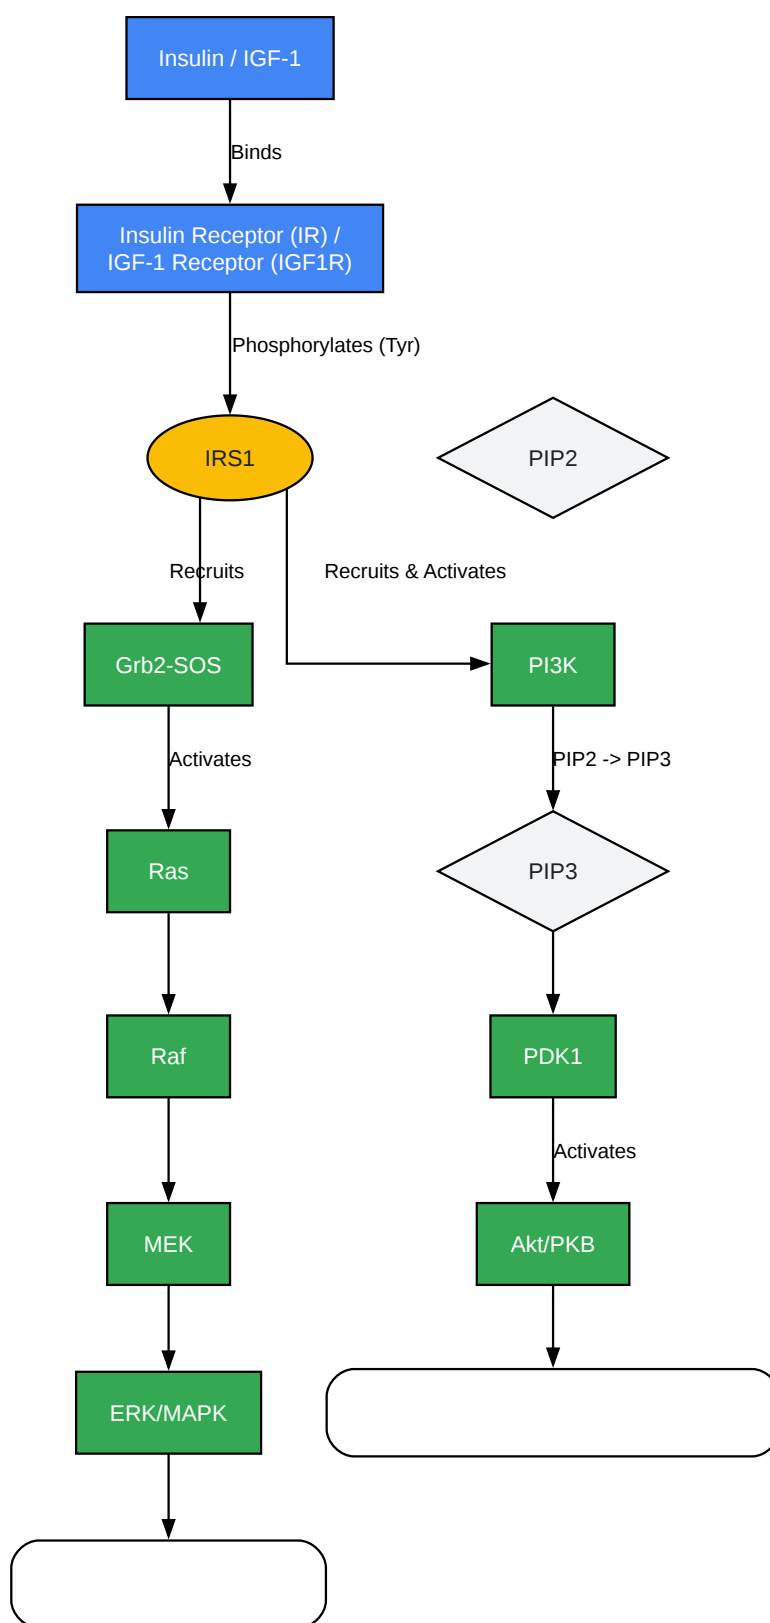 Insulin / IGF-1
Binds
Insulin Receptor (IR) /
IGF-1 Receptor (IGF1R)
Phosphorylates (Tyr)
IRS1
PIP2
Recruits
Recruits & Activates
Grb2-SOS
PI3K
Activates
PIP2 -> PIP3
Ras
PIP3
Raf
PDK1
Activates
MEK
Akt/PKB
ERK/MAPK